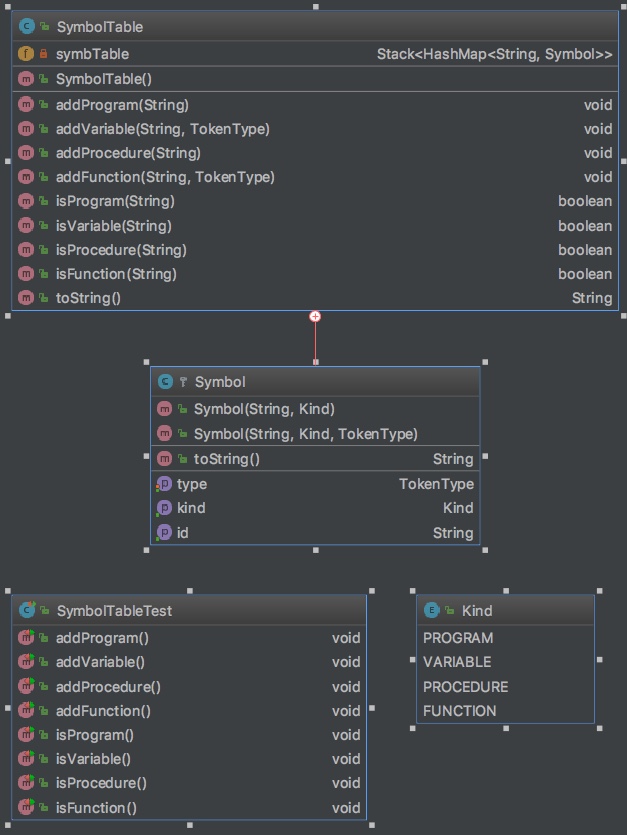 SymbolTable
symbTable Stack<HashMap<String, Symbol>>
SymbolTable()
addProgram(String) void
addVariable(String, TokenType) void
addProcedure(String) void
addFunction(String, TokenType) void
isProgram(String) boolean
isVariable(String) boolean
isProcedure(String) boolean
isFunction(String) boolean
toString() String
Symbol
Symbol(String, Kind)
Symbol(String, Kind, TokenType)
toString() String
type TokenType
kind Kind
id String
SymbolTableTest
addProgram() void
addVariable() void
addProcedure() void
addFunction() void
isProgram() void
isVariable() void
isProcedure() void
isFunction() void
Kind
PROGRAM
VARIABLE
PROCEDURE
FUNCTION